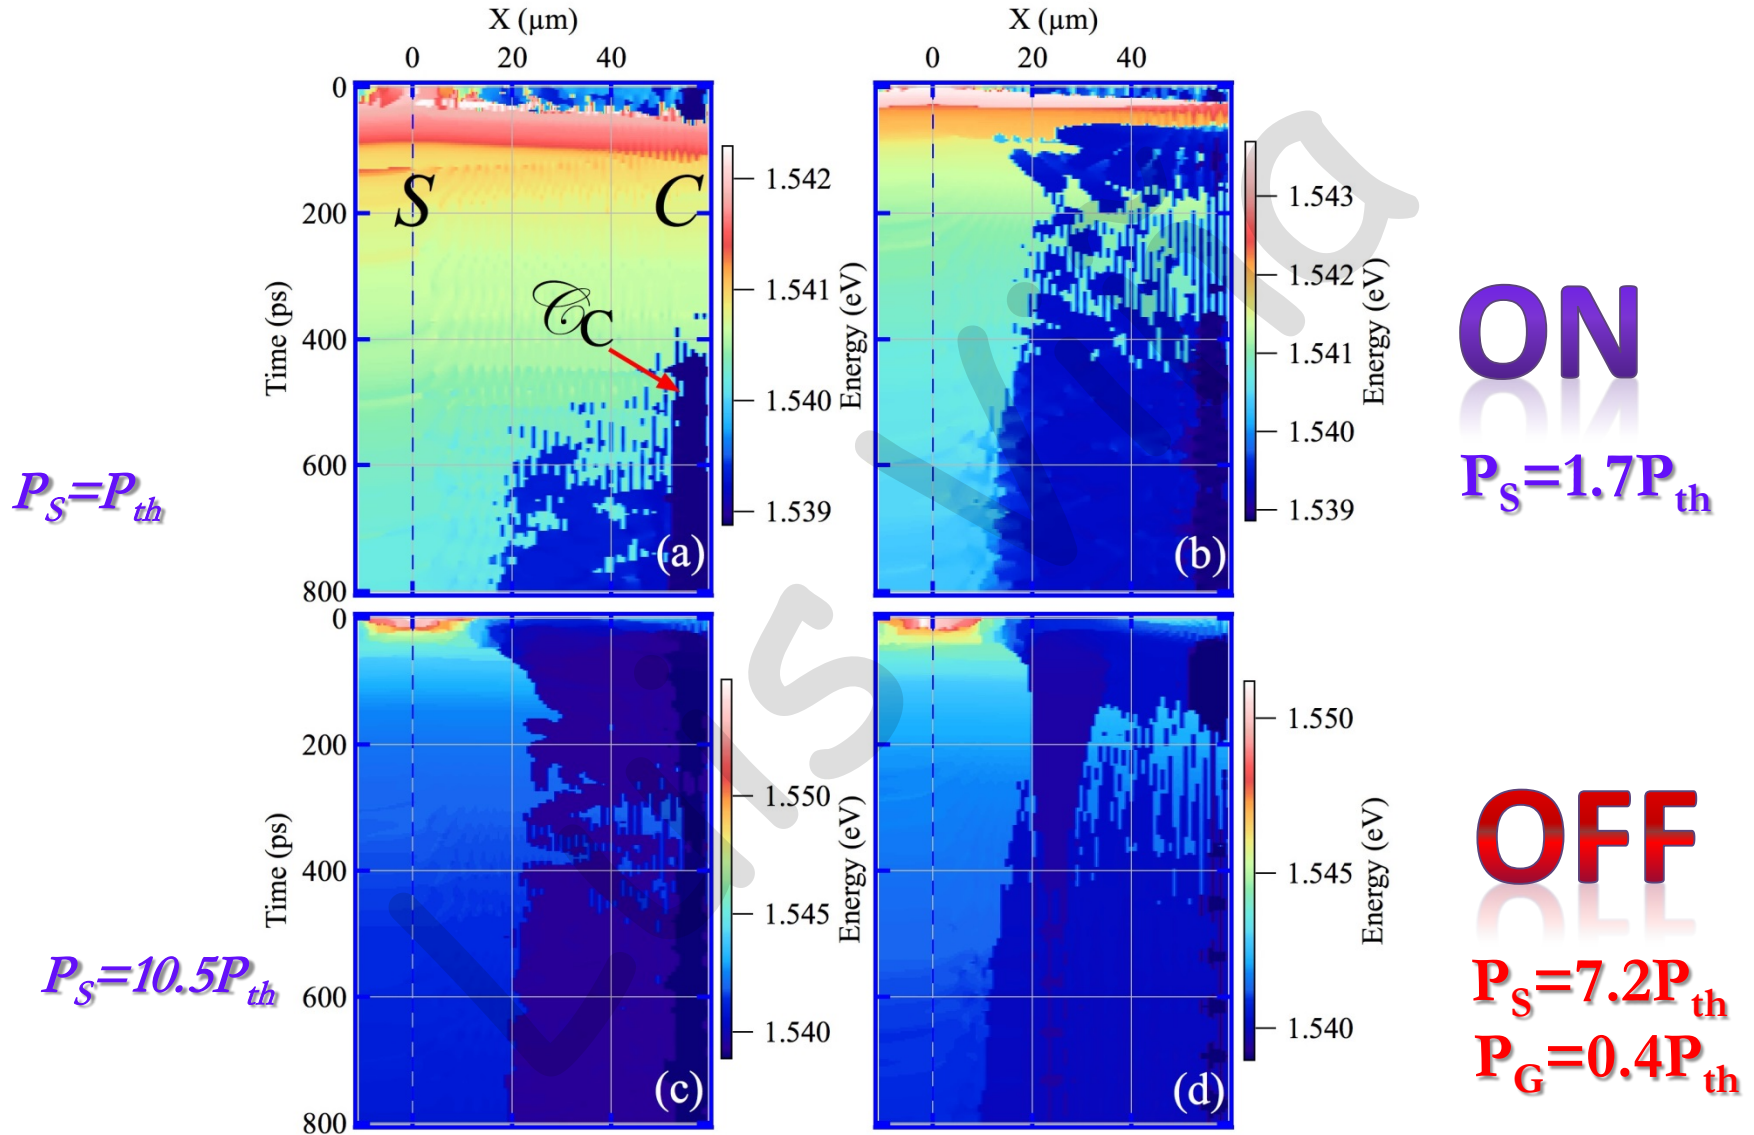 X (μm)
0 20 40
X (μm)
0 20 40
0
200
400
600
800
Time (ps)
S
C
𝒞C
(a)
1.542
1.541
1.540
1.539
Energy (eV)
(b)
1.543
1.542
1.541
1.540
1.539
Energy (eV)
ON
PS=1.7Pth
PS=Pth
0
200
400
600
800
Time (ps)
(c)
1.550
1.545
1.540
Energy (eV)
(d)
1.550
1.545
1.540
Energy (eV)
OFF
PS=7.2Pth
PG=0.4Pth
PS=10.5Pth